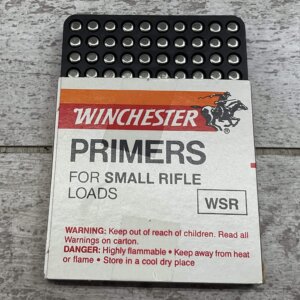 WINCHESTER
PRIMERS
FOR SMALL RIFLE
LOADS
WSR
WARNING: Keep out of reach of children. Read all
Warnings on carton.
DANGER: Highly flammable • Keep away from heat
or flame • Store in a cool dry place